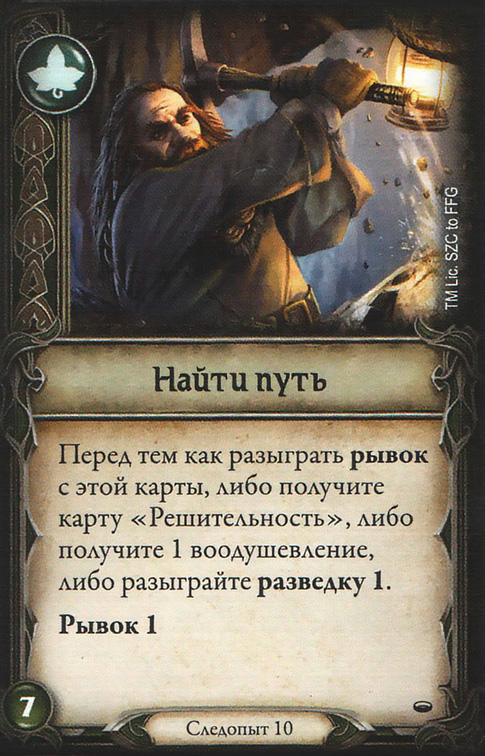 TM Lic. SZC to FFG
Найти путь
Перед тем как разыграть рывок
с этой карты, либо получите
карту «Решительность», либо
получите 1 воодушевление,
либо разыграйте разведку 1.
Рывок 1
7
Следопыт 10